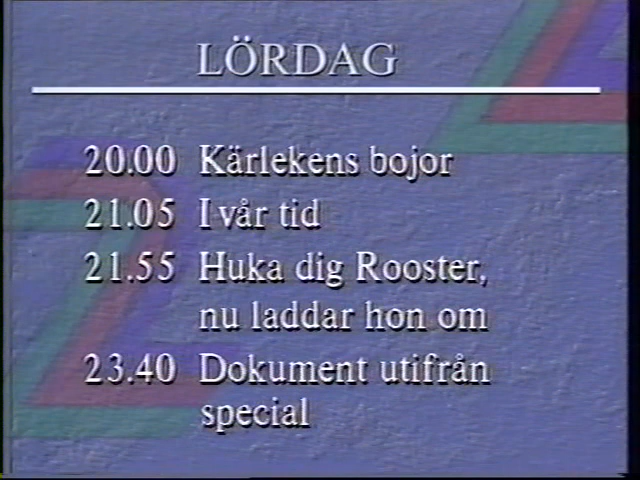 LÖRDAG
20.00 Kärlekens bojor
21.05 I vår tid
21.55 Huka dig Rooster,
nu laddar hon om
23.40 Dokument utifrån
special